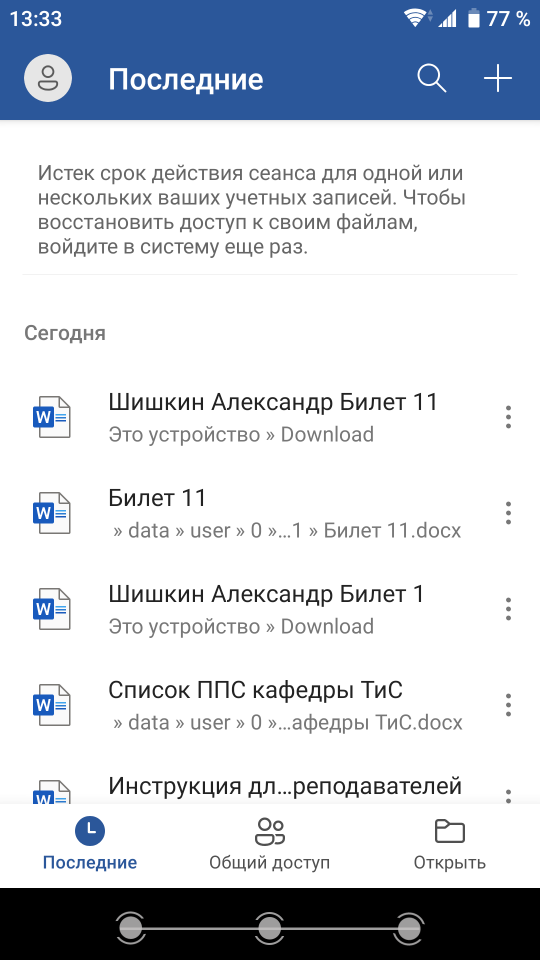 13:33 77 %
Последние
Истек срок действия сеанса для одной или
нескольких ваших учетных записей. Чтобы
восстановить доступ к своим файлам,
войдите в систему еще раз.
Сегодня
W Шишкин Александр Билет 11
Это устройство » Download
W Билет 11
» data » user » 0 »…1 » Билет 11.docx
W Шишкин Александр Билет 1
Это устройство » Download
W Список ППС кафедры ТиС
» data » user » 0 »…афедры ТиС.docx
W Инструкция дл…реподавателей
Последние Общий доступ Открыть